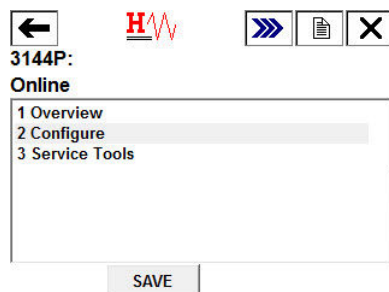 H
3144P:
Online
1 Overview
2 Configure
3 Service Tools
SAVE